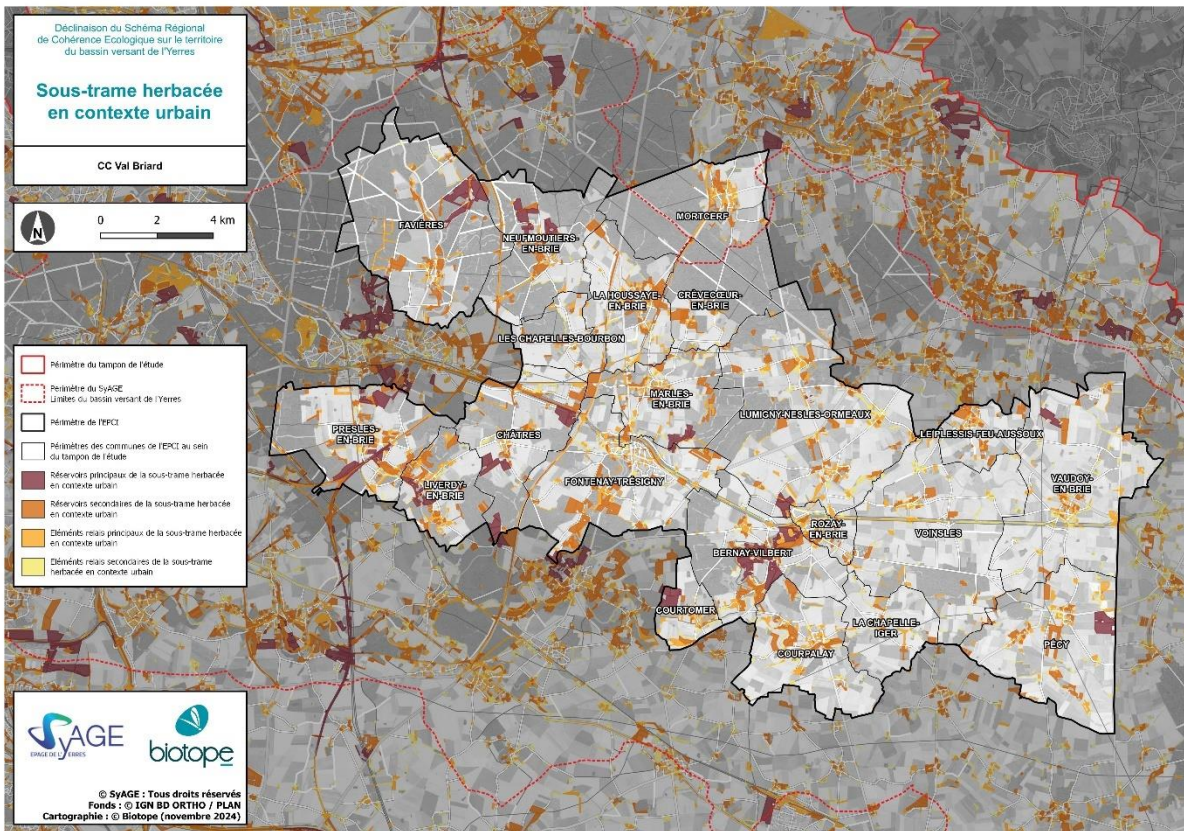 Déclinaison du Schéma Régional
de Cohérence Ecologique sur le territoire
du bassin versant de l'Yerres
Sous-trame herbacée
en contexte urbain
CC Val Briard
N
0 2 4 km
Périmètre du tampon de l'étude
Périmètre du SyAGE
Limites du bassin versant de l'Yerres
Périmètre de l'EPCI
Périmètres des communes de l'EPCI au sein
du tampon de l'étude
Réservoirs principaux de la sous-trame herbacée
en contexte urbain
Réservoirs secondaires de la sous-trame herbacée
en contexte urbain
Eléments relais principaux de la sous-trame herbacée
en contexte urbain
Eléments relais secondaires de la sous-trame
herbacée en contexte urbain
FAVIÈRES
NEUFMOUTIERS-
EN-BRIE
MORTCERF
LA HOUSSAYE-
EN-BRIE
CRÈVECŒUR-
EN-BRIE
LES CHAPELLES-BOURBON
MARLES-
EN-BRIE
LUMIGNY-NESLES-ORMEAUX
PRESLES-
EN-BRIE
CHÂTRES
LE PLESSIS-FEU-AUSSOUX
LIVERDY-
EN-BRIE
FONTENAY-TRÉSIGNY
VAUDOY-
EN-BRIE
ROZAY-
EN-BRIE
VOINSLES
BERNAY-VILBERT
COURTOMER
LA CHAPELLE-
IGER
COURPALAY
PÉCY
SyAGE
EPAGE DE L'YERRES
biotope
© SyAGE : Tous droits réservés
Fonds : © IGN BD ORTHO / PLAN
Cartographie : © Biotope (novembre 2024)